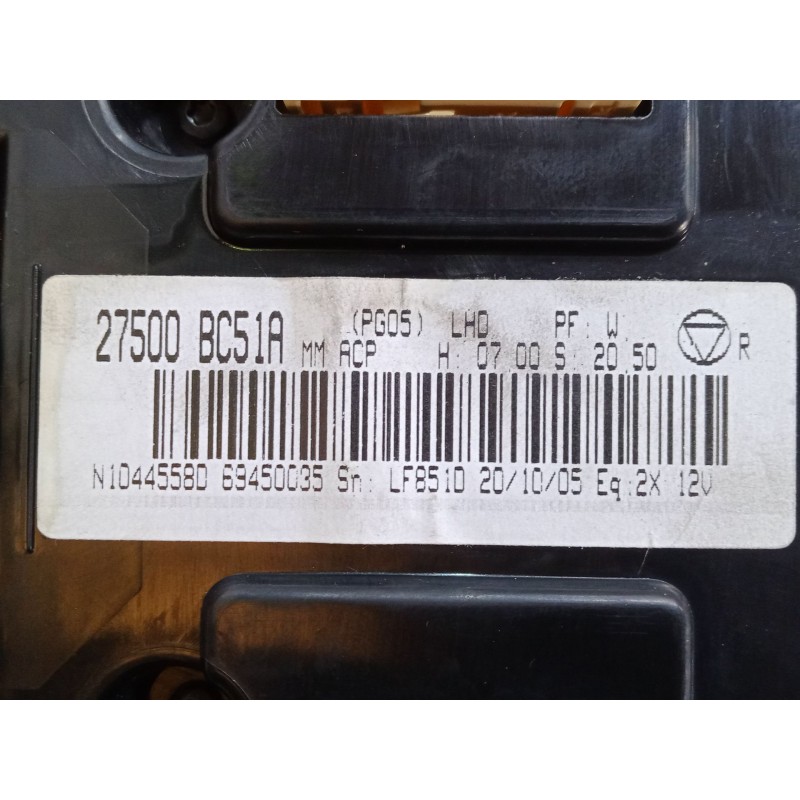 27500 BC51A (PG05) LHD PF: W.
MM ACP H: 07.00 S: 20.50 R
N1044558D 69450035 Sn: LF851D 20/10/05 Eq:2X 12V